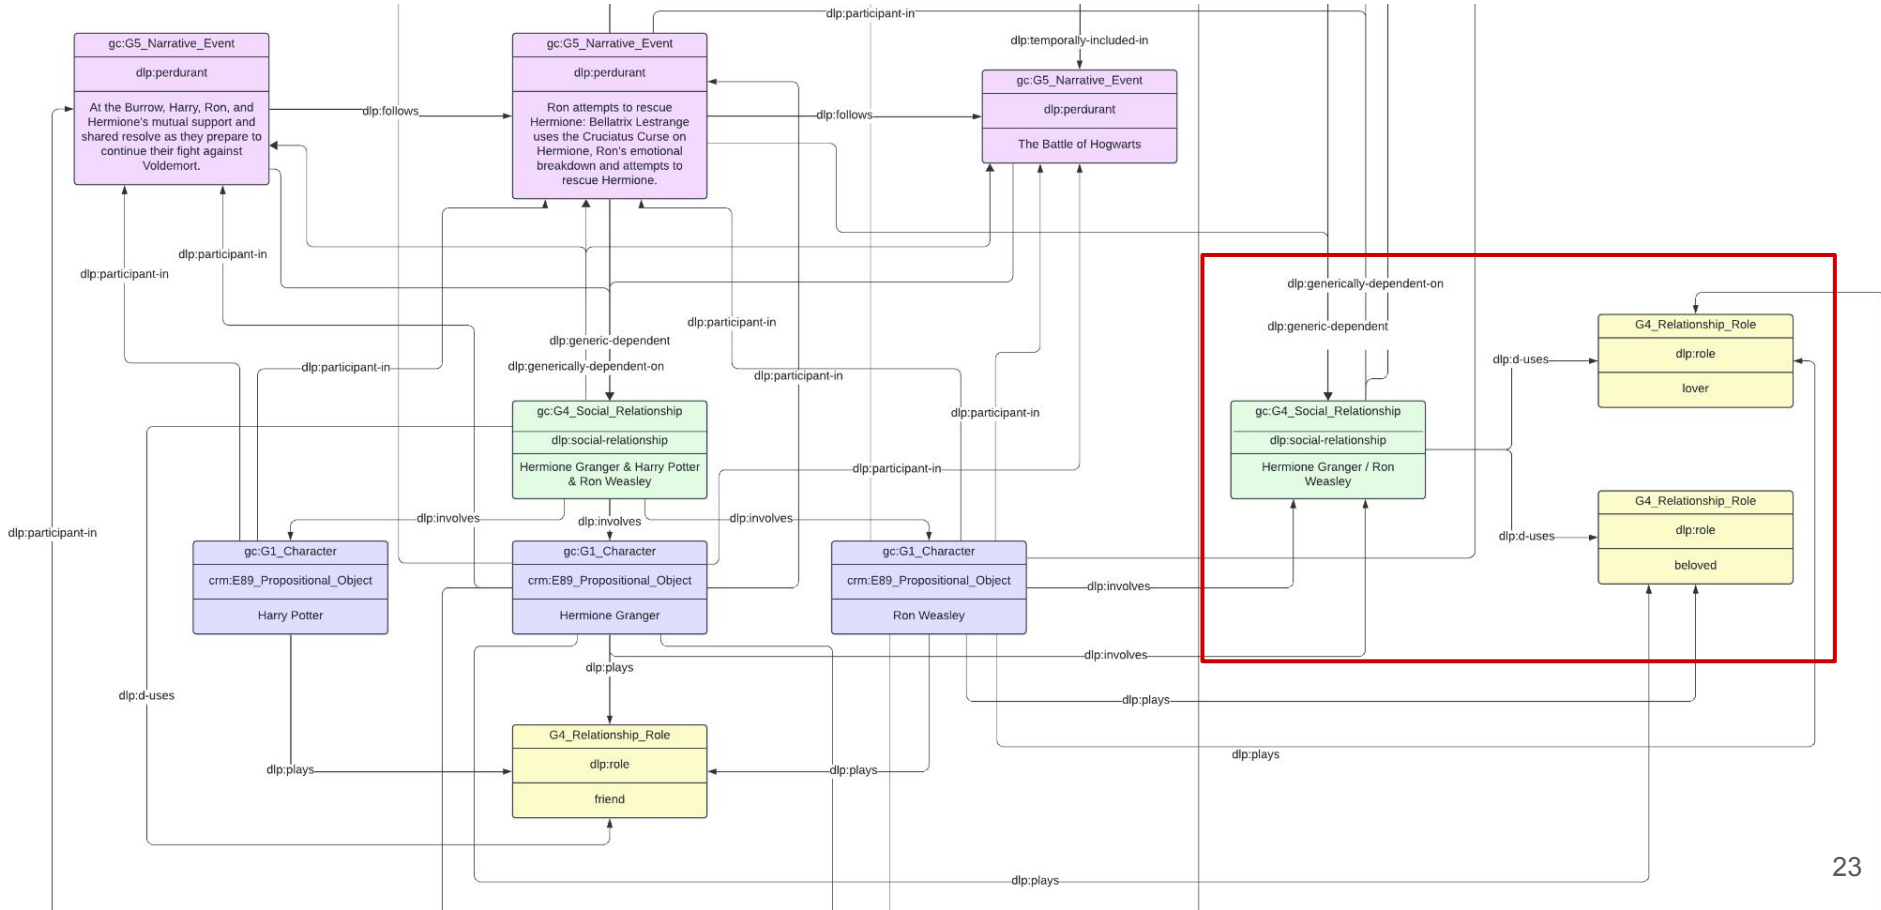 dlp:participant-in
gc:G5_Narrative_Event
dlp:perdurant
At the Burrow, Harry, Ron, and
Hermione's mutual support and
shared resolve as they prepare to
continue their fight against
Voldemort.
dlp:follows
gc:G5_Narrative_Event
dlp:perdurant
Ron attempts to rescue
Hermione: Bellatrix Lestrange
uses the Cruciatus Curse on
Hermione, Ron's emotional
breakdown and attempts to
rescue Hermione.
dlp:follows
dlp:temporally-included-in
gc:G5_Narrative_Event
dlp:perdurant
The Battle of Hogwarts
dlp:participant-in
dlp:participant-in
dlp:participant-in
dlp:generic-dependent
dlp:generically-dependent-on
dlp:participant-in
dlp:participant-in
dlp:participant-in
dlp:participant-in
dlp:generically-dependent-on
dlp:generic-dependent
gc:G4_Social_Relationship
dlp:social-relationship
Hermione Granger & Harry Potter
& Ron Weasley
gc:G4_Social_Relationship
dlp:social-relationship
Hermione Granger / Ron
Weasley
dlp:d-uses
G4_Relationship_Role
dlp:role
lover
dlp:d-uses
G4_Relationship_Role
dlp:role
beloved
dlp:participant-in
dlp:involves
dlp:involves
dlp:involves
gc:G1_Character
crm:E89_Propositional_Object
Harry Potter
gc:G1_Character
crm:E89_Propositional_Object
Hermione Granger
gc:G1_Character
crm:E89_Propositional_Object
Ron Weasley
dlp:involves
dlp:involves
dlp:plays
dlp:d-uses
dlp:plays
dlp:plays
G4_Relationship_Role
dlp:role
friend
dlp:plays
dlp:plays
dlp:plays
23